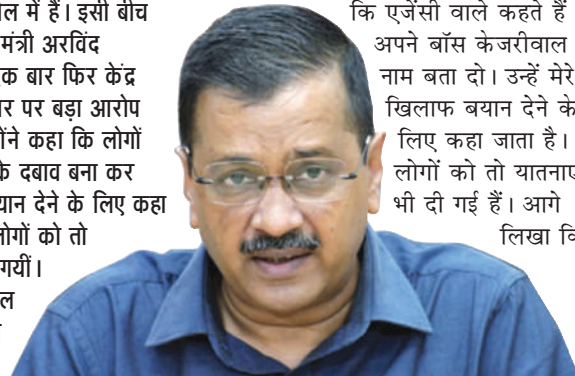 ल में हैं। इसी बीच
मंत्री अरविंद
क बार फिर केंद्र
र पर बड़ा आरोप
ोंने कहा कि लोगों
के दबाव बना कर
यान देने के लिए कहा
लोगों को तो
गयीं।
ल
कि एजेंसी वाले कहते हैं
अपने बॉस केजरीवाल
नाम बता दो। उन्हें मेरे
खिलाफ बयान देने के
लिए कहा जाता है।
लोगों को तो यातनाए
भी दी गई हैं। आगे
लिखा कि